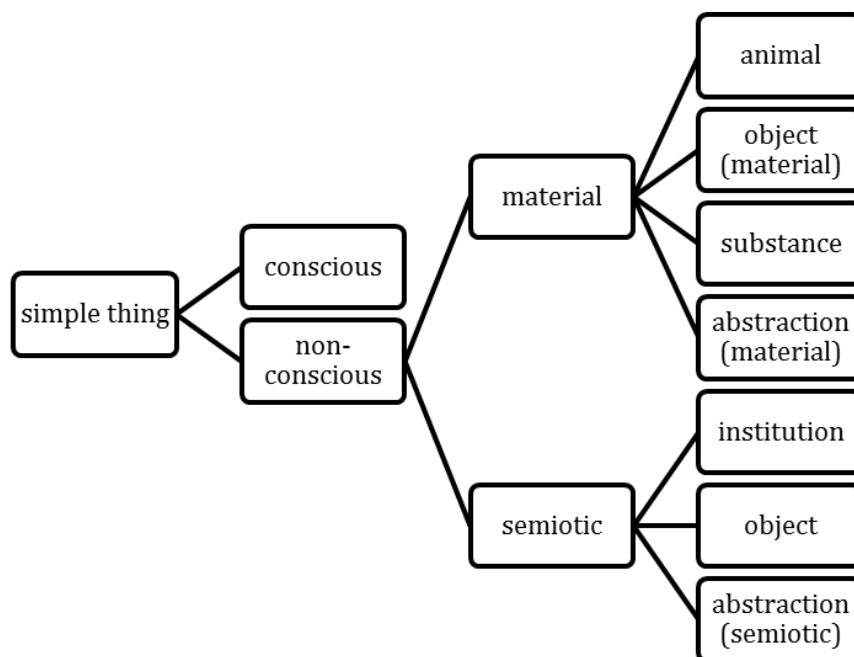 animal
object
(material)
material
substance
conscious
simple thing
abstraction
(material)
non-
conscious
institution
semiotic
object
abstraction
(semiotic)